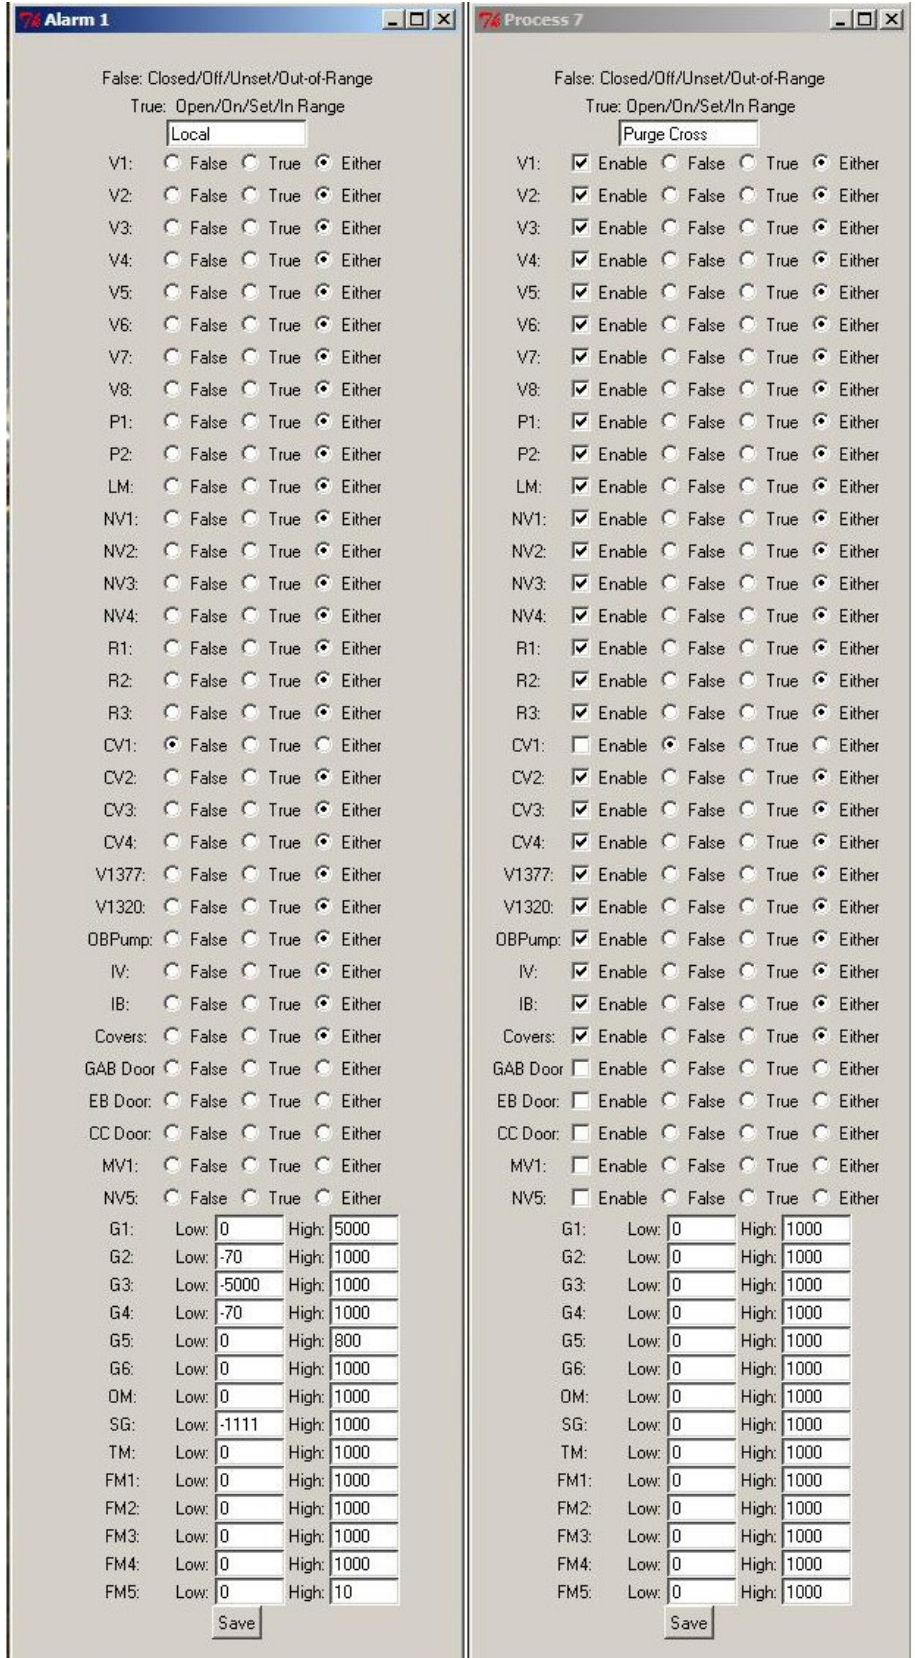 Alarm 1
False: Closed/Off/Unset/Out-of-Range
True: Open/On/Set/In Range
Local
V1: False True Either
V2: False True Either
V3: False True Either
V4: False True Either
V5: False True Either
V6: False True Either
V7: False True Either
V8: False True Either
P1: False True Either
P2: False True Either
LM: False True Either
NV1: False True Either
NV2: False True Either
NV3: False True Either
NV4: False True Either
R1: False True Either
R2: False True Either
R3: False True Either
CV1: False True Either
CV2: False True Either
CV3: False True Either
CV4: False True Either
V1377: False True Either
V1320: False True Either
OBPump: False True Either
IV: False True Either
IB: False True Either
Covers: False True Either
GAB Door False True Either
EB Door: False True Either
CC Door: False True Either
MV1: False True Either
NV5: False True Either
G1: Low: 0 High: 5000
G2: Low: -70 High: 1000
G3: Low: -5000 High: 1000
G4: Low: -70 High: 1000
G5: Low: 0 High: 800
G6: Low: 0 High: 1000
OM: Low: 0 High: 1000
SG: Low: -1111 High: 1000
TM: Low: 0 High: 1000
FM1: Low: 0 High: 1000
FM2: Low: 0 High: 1000
FM3: Low: 0 High: 1000
FM4: Low: 0 High: 1000
FM5: Low: 0 High: 10
Save
Process 7
False: Closed/Off/Unset/Out-of-Range
True: Open/On/Set/In Range
Purge Cross
V1: Enable False True Either
V2: Enable False True Either
V3: Enable False True Either
V4: Enable False True Either
V5: Enable False True Either
V6: Enable False True Either
V7: Enable False True Either
V8: Enable False True Either
P1: Enable False True Either
P2: Enable False True Either
LM: Enable False True Either
NV1: Enable False True Either
NV2: Enable False True Either
NV3: Enable False True Either
NV4: Enable False True Either
R1: Enable False True Either
R2: Enable False True Either
R3: Enable False True Either
CV1: Enable False True Either
CV2: Enable False True Either
CV3: Enable False True Either
CV4: Enable False True Either
V1377: Enable False True Either
V1320: Enable False True Either
OBPump: Enable False True Either
IV: Enable False True Either
IB: Enable False True Either
Covers: Enable False True Either
GAB Door Enable False True Either
EB Door: Enable False True Either
CC Door: Enable False True Either
MV1: Enable False True Either
NV5: Enable False True Either
G1: Low: 0 High: 1000
G2: Low: 0 High: 1000
G3: Low: 0 High: 1000
G4: Low: 0 High: 1000
G5: Low: 0 High: 1000
G6: Low: 0 High: 1000
OM: Low: 0 High: 1000
SG: Low: 0 High: 1000
TM: Low: 0 High: 1000
FM1: Low: 0 High: 1000
FM2: Low: 0 High: 1000
FM3: Low: 0 High: 1000
FM4: Low: 0 High: 1000
FM5: Low: 0 High: 1000
Save